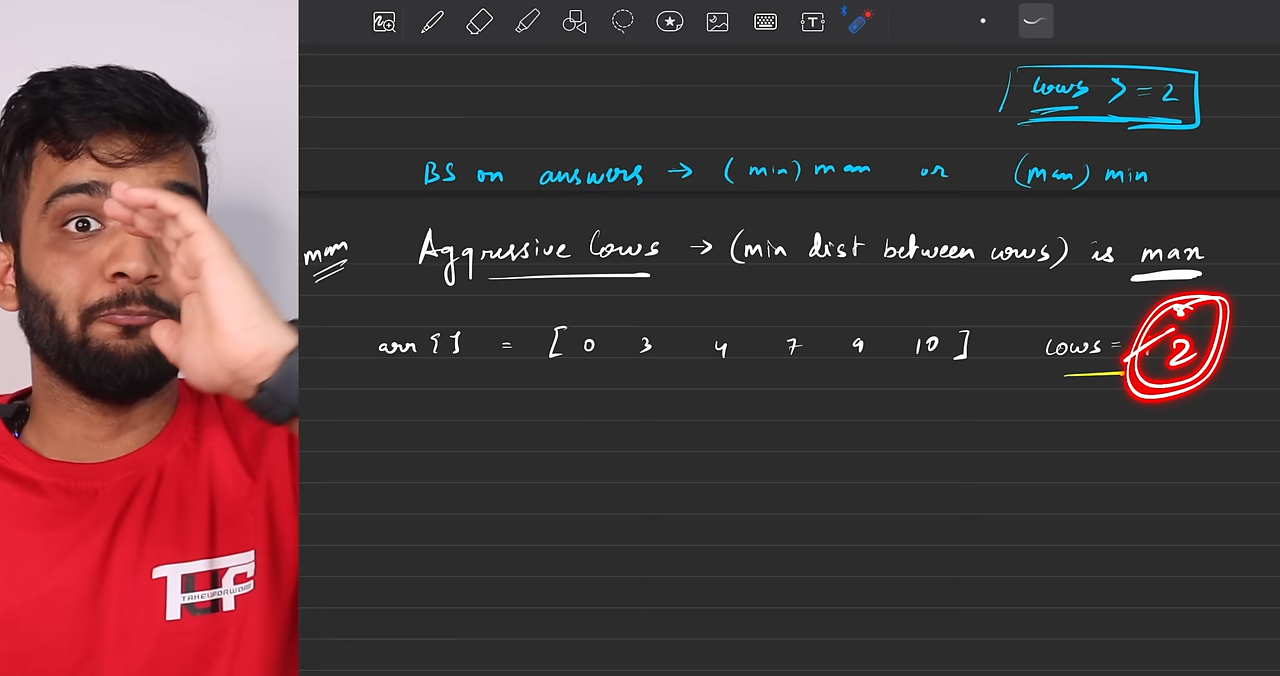 cows >= 2
BS on answers → (min) max or (max) min
Aggressive Cows → (min dist between cows) is max
arr [] = [ 0 3 4 7 9 10 ] cows = 2
TUF
TAKEUFORWARD